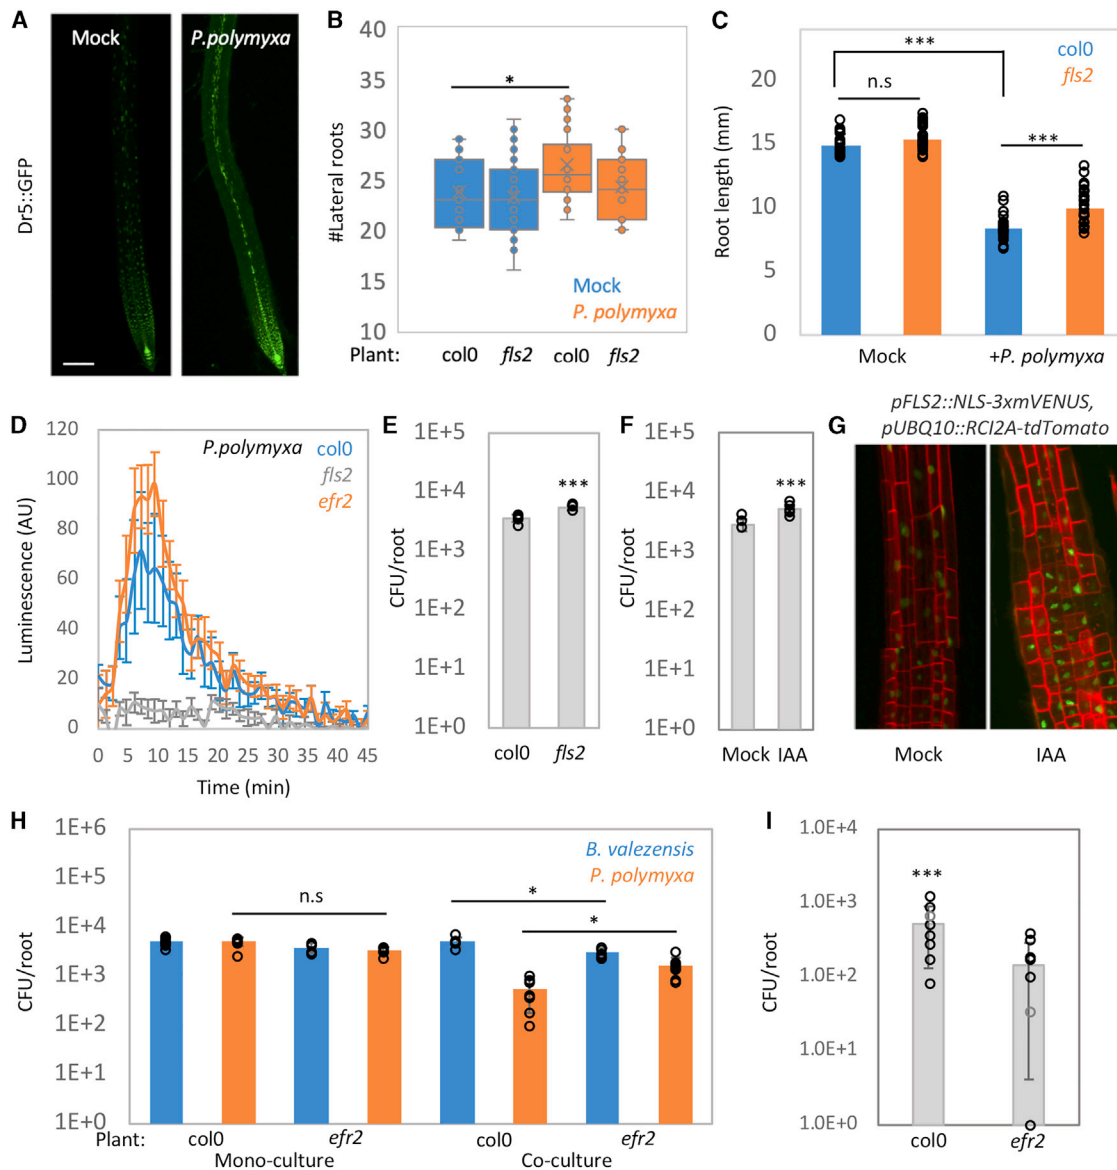 A
Mock
P.polymyxa
Dr5::GFP
B
40
35
30
25
20
15
10
#Lateral roots
*
Mock
P. polymyxa
Plant:
col0
fls2
col0
fls2
C
col0
fls2
***
n.s
***
20
15
10
5
0
Root length (mm)
Mock
+P. polymyxa
D
120
100
80
60
40
20
0
Luminescence (AU)
P.polymyxa
col0
fls2
efr2
0 5 10 15 20 25 30 35 40 45
Time (min)
E
1E+5
1E+4
1E+3
1E+2
1E+1
1E+0
CFU/root
***
col0
fls2
F
1E+5
1E+4
1E+3
1E+2
1E+1
1E+0
CFU/root
***
Mock
IAA
G
pFLS2::NLS-3xmVENUS,
pUBQ10::RCI2A-tdTomato
Mock
IAA
H
1E+6
1E+5
1E+4
1E+3
1E+2
1E+1
1E+0
CFU/root
B. valezensis
P. polymyxa
n.s
*
*
Plant:
col0
efr2
col0
efr2
Mono-culture
Co-culture
I
1.0E+4
1.0E+3
1.0E+2
1.0E+1
1.0E+0
CFU/root
***
col0
efr2